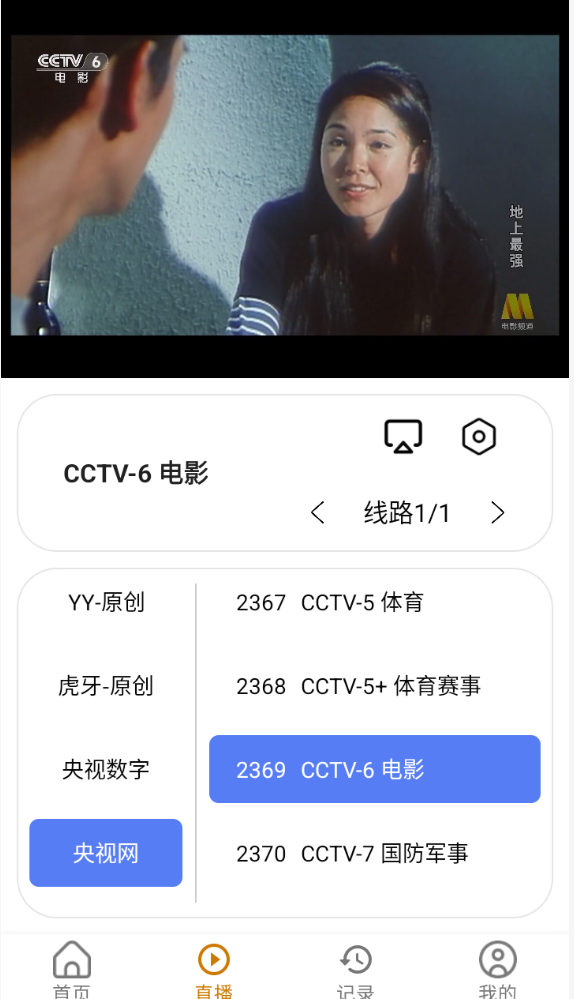 CCTV 6
电影
地上最强
电影频道
CCTV-6 电影
线路1/1
YY-原创
虎牙-原创
央视数字
央视网
2367 CCTV-5 体育
2368 CCTV-5+ 体育赛事
2369 CCTV-6 电影
2370 CCTV-7 国防军事
首页
直播
记录
我的